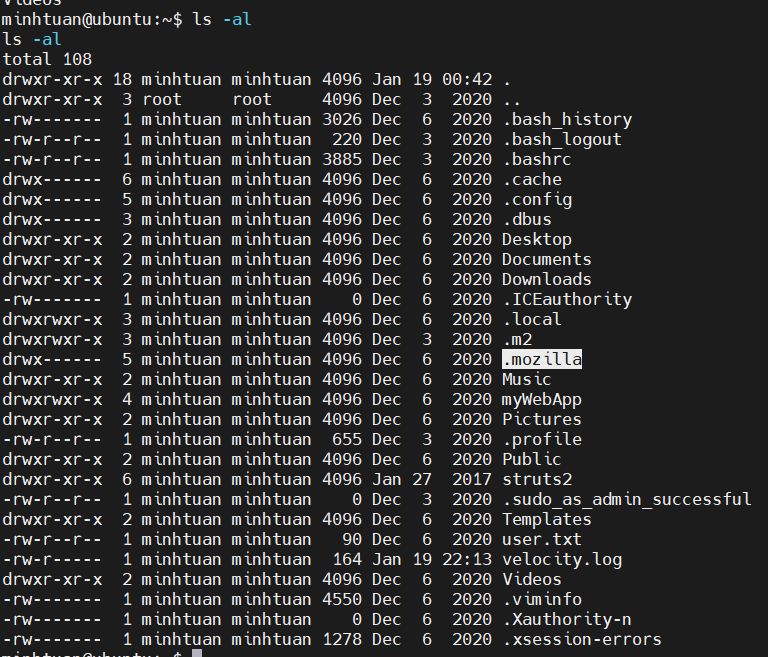 Videos
minhtuan@ubuntu:~$ ls -al
ls -al
total 108
drwxr-xr-x 18 minhtuan minhtuan 4096 Jan 19 00:42 .
drwxr-xr-x  3 root     root     4096 Dec  3  2020 ..
-rw-------  1 minhtuan minhtuan 3026 Dec  6  2020 .bash_history
-rw-r--r--  1 minhtuan minhtuan  220 Dec  3  2020 .bash_logout
-rw-r--r--  1 minhtuan minhtuan 3885 Dec  3  2020 .bashrc
drwx------  6 minhtuan minhtuan 4096 Dec  6  2020 .cache
drwx------  5 minhtuan minhtuan 4096 Dec  6  2020 .config
drwx------  3 minhtuan minhtuan 4096 Dec  6  2020 .dbus
drwxr-xr-x  2 minhtuan minhtuan 4096 Dec  6  2020 Desktop
drwxr-xr-x  2 minhtuan minhtuan 4096 Dec  6  2020 Documents
drwxr-xr-x  2 minhtuan minhtuan 4096 Dec  6  2020 Downloads
-rw-------  1 minhtuan minhtuan    0 Dec  6  2020 .ICEauthority
drwxrwxr-x  3 minhtuan minhtuan 4096 Dec  6  2020 .local
drwxrwxr-x  3 minhtuan minhtuan 4096 Dec  3  2020 .m2
drwx------  5 minhtuan minhtuan 4096 Dec  6  2020 .mozilla
drwxr-xr-x  2 minhtuan minhtuan 4096 Dec  6  2020 Music
drwxrwxr-x  4 minhtuan minhtuan 4096 Dec  6  2020 myWebApp
drwxr-xr-x  2 minhtuan minhtuan 4096 Dec  6  2020 Pictures
-rw-r--r--  1 minhtuan minhtuan  655 Dec  3  2020 .profile
drwxr-xr-x  2 minhtuan minhtuan 4096 Dec  6  2020 Public
drwxr-xr-x  6 minhtuan minhtuan 4096 Jan 27  2017 struts2
-rw-r--r--  1 minhtuan minhtuan    0 Dec  3  2020 .sudo_as_admin_successful
drwxr-xr-x  2 minhtuan minhtuan 4096 Dec  6  2020 Templates
-rw-r--r--  1 minhtuan minhtuan   90 Dec  6  2020 user.txt
-rw-r-----  1 minhtuan minhtuan  164 Jan 19 22:13 velocity.log
drwxr-xr-x  2 minhtuan minhtuan 4096 Dec  6  2020 Videos
-rw-------  1 minhtuan minhtuan 4550 Dec  6  2020 .viminfo
-rw-------  1 minhtuan minhtuan    0 Dec  6  2020 .Xauthority-n
-rw-------  1 minhtuan minhtuan 1278 Dec  6  2020 .xsession-errors
minhtuan@ubuntu:~$